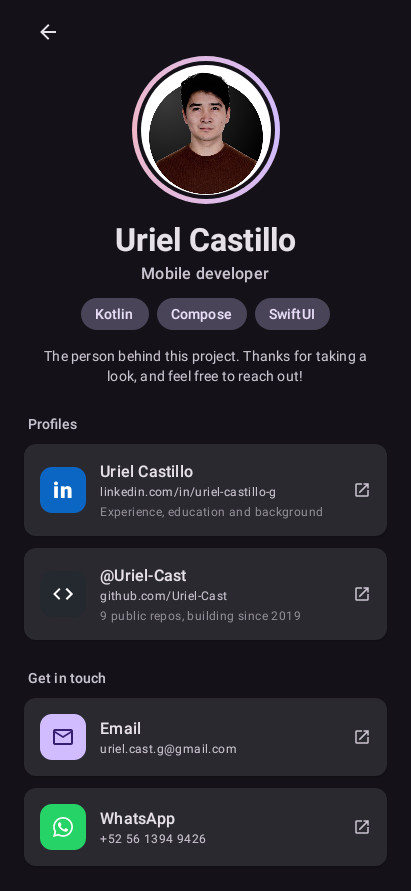 Uriel Castillo
Mobile developer
Kotlin Compose SwiftUI
The person behind this project. Thanks for taking a
look, and feel free to reach out!
Profiles
in
Uriel Castillo
linkedin.com/in/uriel-castillo-g
Experience, education and background
@Uriel-Cast
github.com/Uriel-Cast
9 public repos, building since 2019
Get in touch
Email
uriel.cast.g@gmail.com
WhatsApp
+52 56 1394 9426